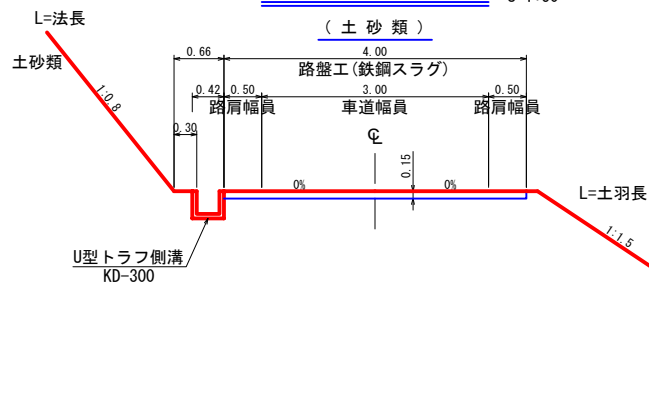 L=法長
(土砂類)
土砂類
0.66
4.00
路盤工(鉄鋼スラグ)
1:0.8
0.42
0.50
3.00
0.50
路肩幅員
車道幅員
路肩幅員
0.30
CL
0.15
0%
0%
L=土羽長
1:1.5
U型トラフ側溝
KD-300